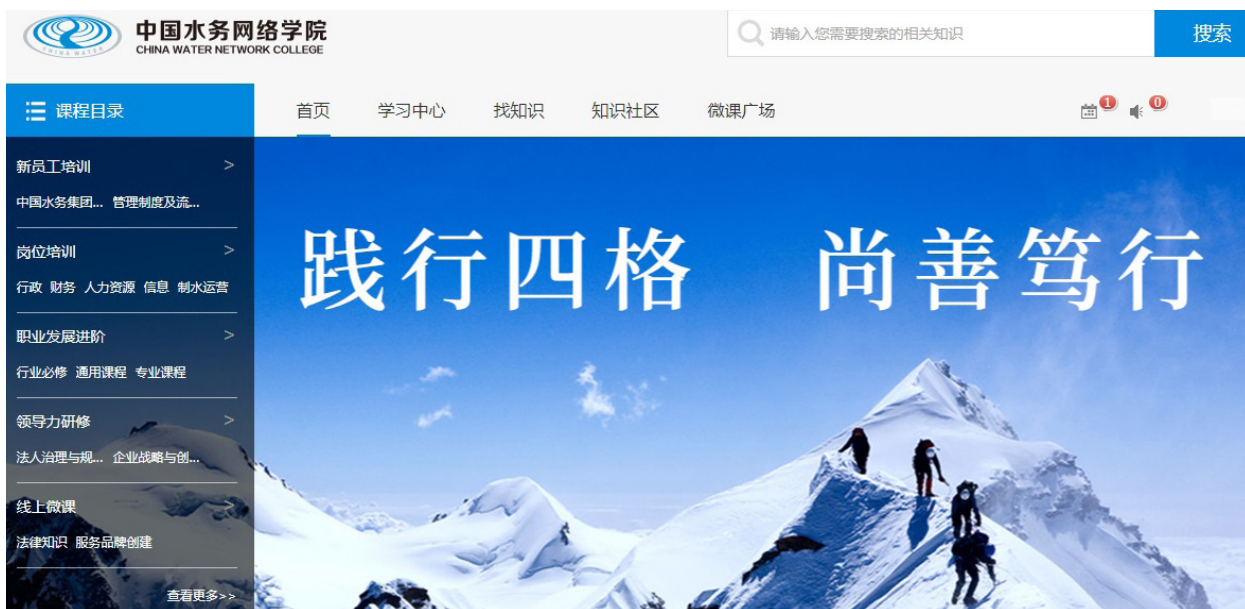 中国水务网络学院
CHINA WATER NETWORK COLLEGE
CHINA WATER
请输入您需要搜索的相关知识
搜索
课程目录
首页 学习中心 找知识 知识社区 微课广场 1 0
新员工培训 >
中国水务集团... 管理制度及流...
岗位培训 >
行政 财务 人力资源 信息 制水运营
职业发展进阶 >
行业必修 通用课程 专业课程
领导力研修 >
法人治理与规... 企业战略与创...
线上微课 >
法律知识 服务品牌创建
查看更多>>
践行四格 尚善笃行